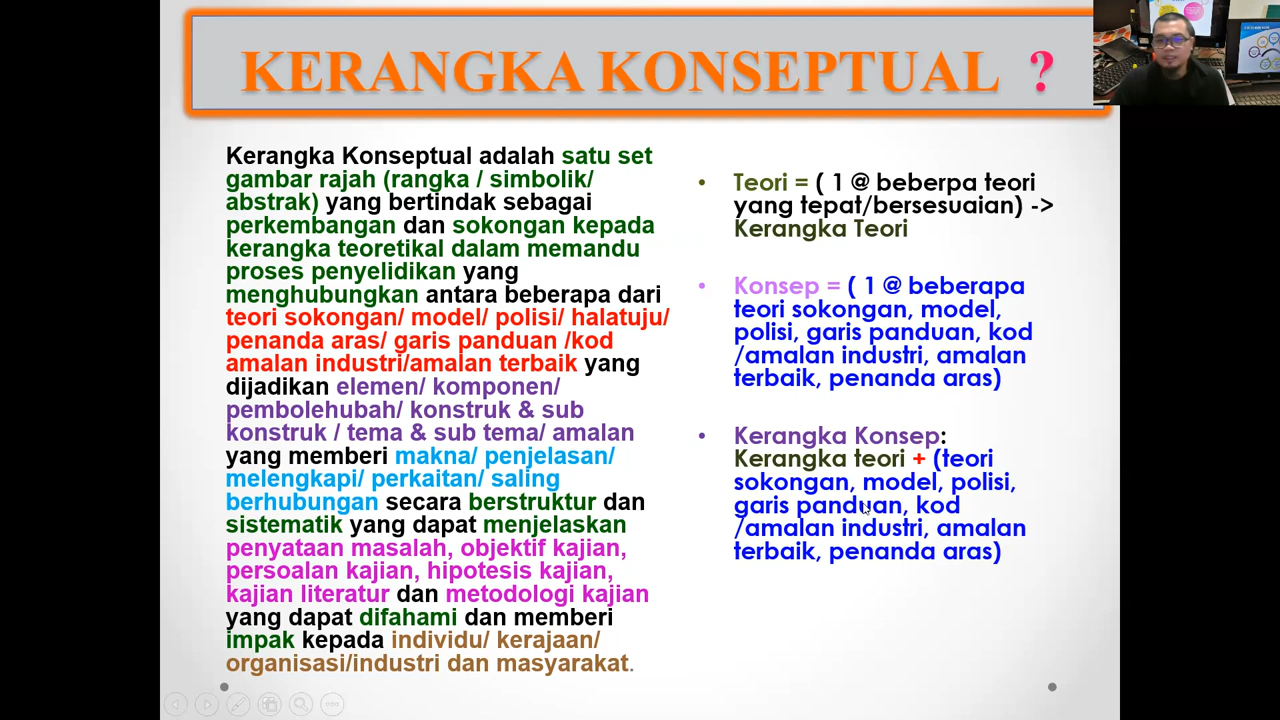 KERANGKA KONSEPTUAL ?
Kerangka Konseptual adalah satu set
gambar rajah (rangka / simbolik/
abstrak) yang bertindak sebagai
perkembangan dan sokongan kepada
kerangka teoretikal dalam memandu
proses penyelidikan yang
menghubungkan antara beberapa dari
teori sokongan/ model/ polisi/ halatuju/
penanda aras/ garis panduan /kod
amalan industri/amalan terbaik yang
dijadikan elemen/ komponen/
pembolehubah/ konstruk & sub
konstruk / tema & sub tema/ amalan
yang memberi makna/ penjelasan/
melengkapi/ perkaitan/ saling
berhubungan secara berstruktur dan
sistematik yang dapat menjelaskan
penyataan masalah, objektif kajian,
persoalan kajian, hipotesis kajian,
kajian literatur dan metodologi kajian
yang dapat difahami dan memberi
impak kepada individu/ kerajaan/
organisasi/industri dan masyarakat.
• Teori = ( 1 @ beberpa teori
yang tepat/bersesuaian) ->
Kerangka Teori
• Konsep = ( 1 @ beberapa
teori sokongan, model,
polisi, garis panduan, kod
/amalan industri, amalan
terbaik, penanda aras)
• Kerangka Konsep:
Kerangka teori + (teori
sokongan, model, polisi,
garis panduan, kod
/amalan industri, amalan
terbaik, penanda aras)